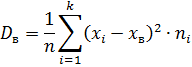 Dв = 1/n ∑_{i=1}^{k} (xᵢ − xв)² · nᵢ